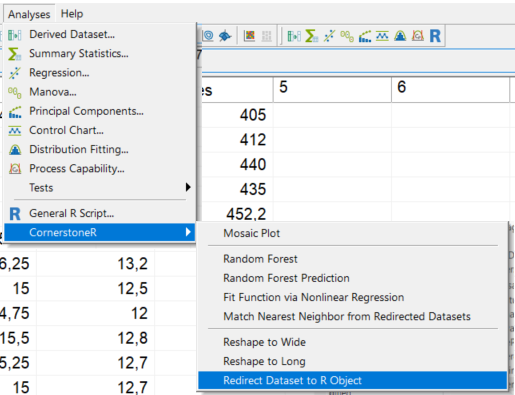 Analyses Help
Derived Dataset...
Summary Statistics...
Regression...
Manova...
Principal Components...
Control Chart...
Distribution Fitting...
Process Capability...
Tests
General R Script...
CornerstoneR
Mosaic Plot
Random Forest
Random Forest Prediction
Fit Function via Nonlinear Regression
Match Nearest Neighbor from Redirected Datasets
Reshape to Wide
Reshape to Long
Redirect Dataset to R Object
R
7
es 5 6
405
412
440
435
452,2
6,25 13,2
15 12,5
4,75 12
15,5 12,8
5,25 12,7
15 12,7